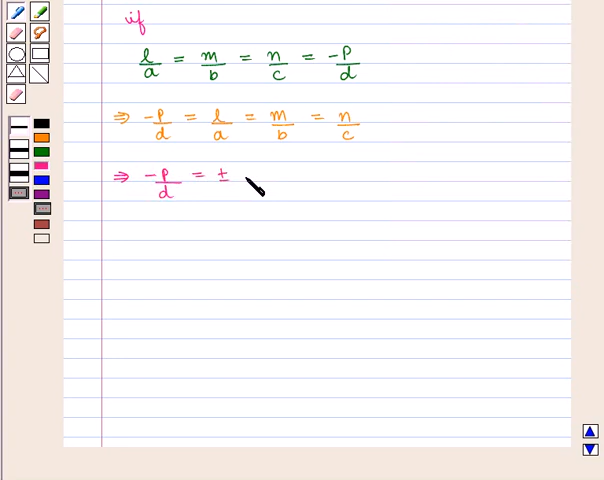 if
l/a = m/b = n/c = -p/d
⇒ -p/d = l/a = m/b = n/c
⇒ -p/d = ±